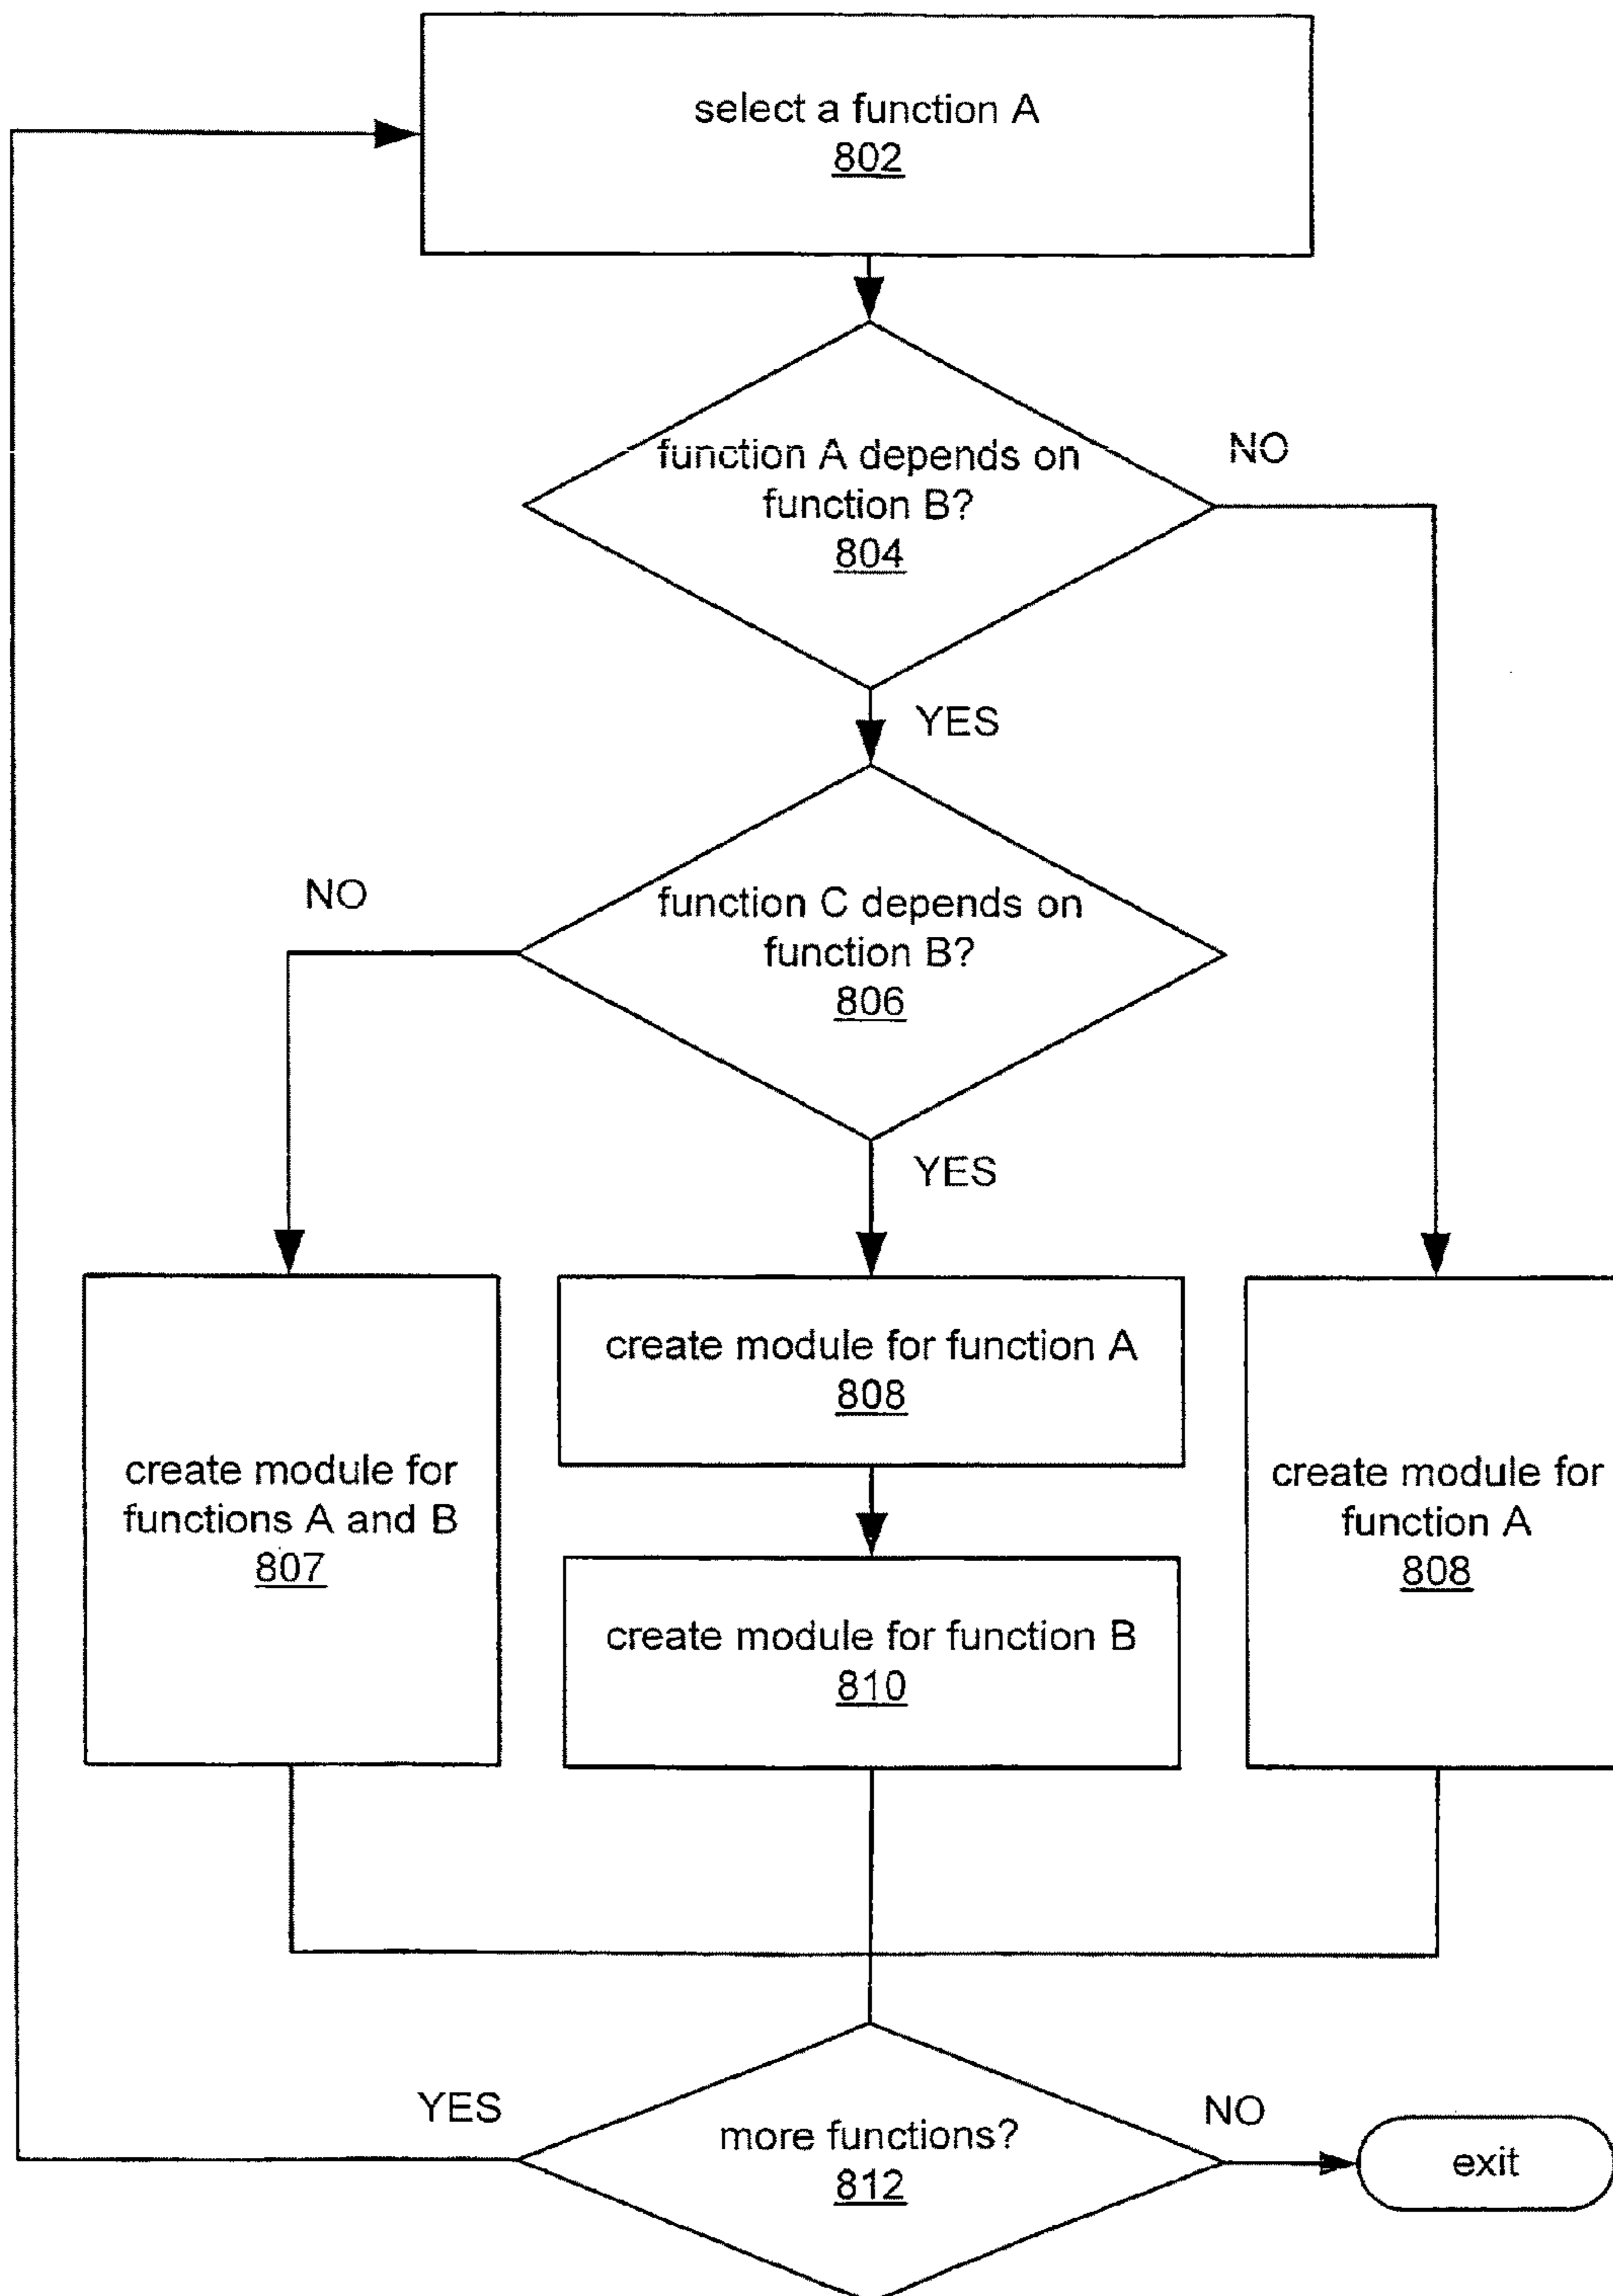 select a function A
802
function A depends on
function B?
804
NO
YES
function C depends on
function B?
806
NO
YES
create module for
functions A and B
807
create module for function A
808
create module for function B
810
create module for
function A
808
more functions?
812
YES
NO
exit